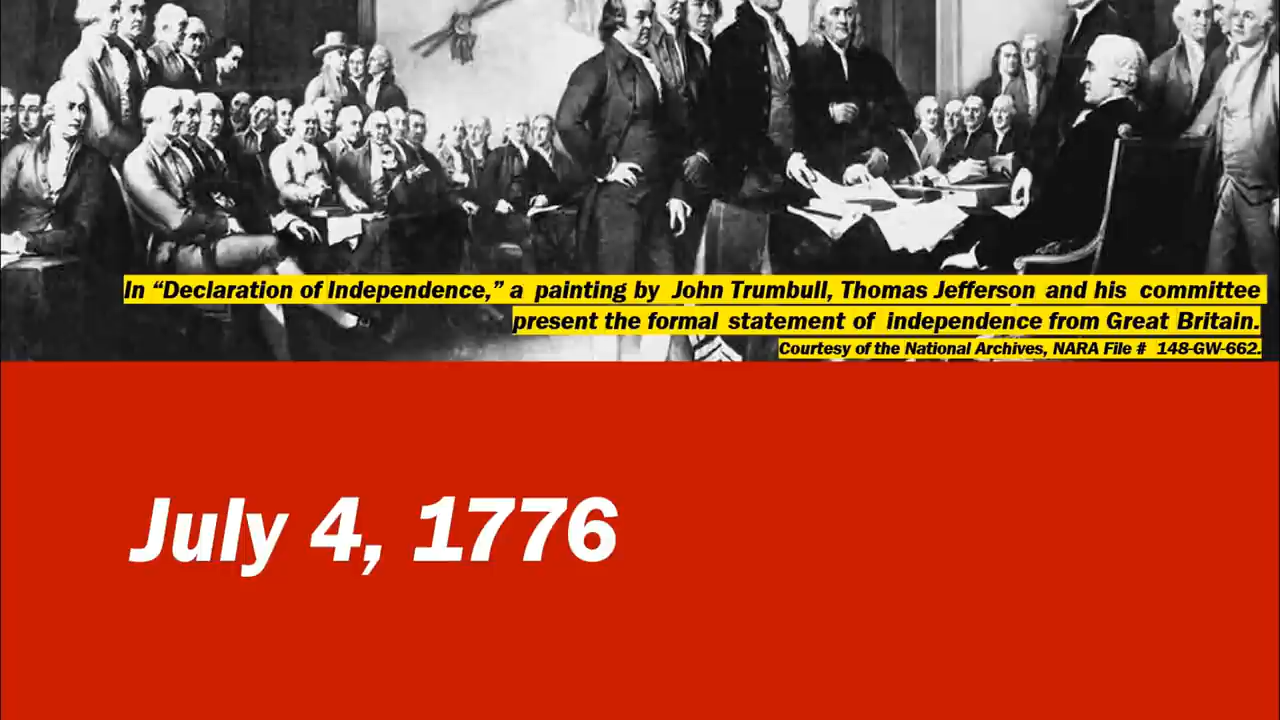 In “Declaration of Independence,” a painting by John Trumbull, Thomas Jefferson and his committee
present the formal statement of independence from Great Britain.
Courtesy of the National Archives, NARA File # 148-GW-662.
July 4, 1776